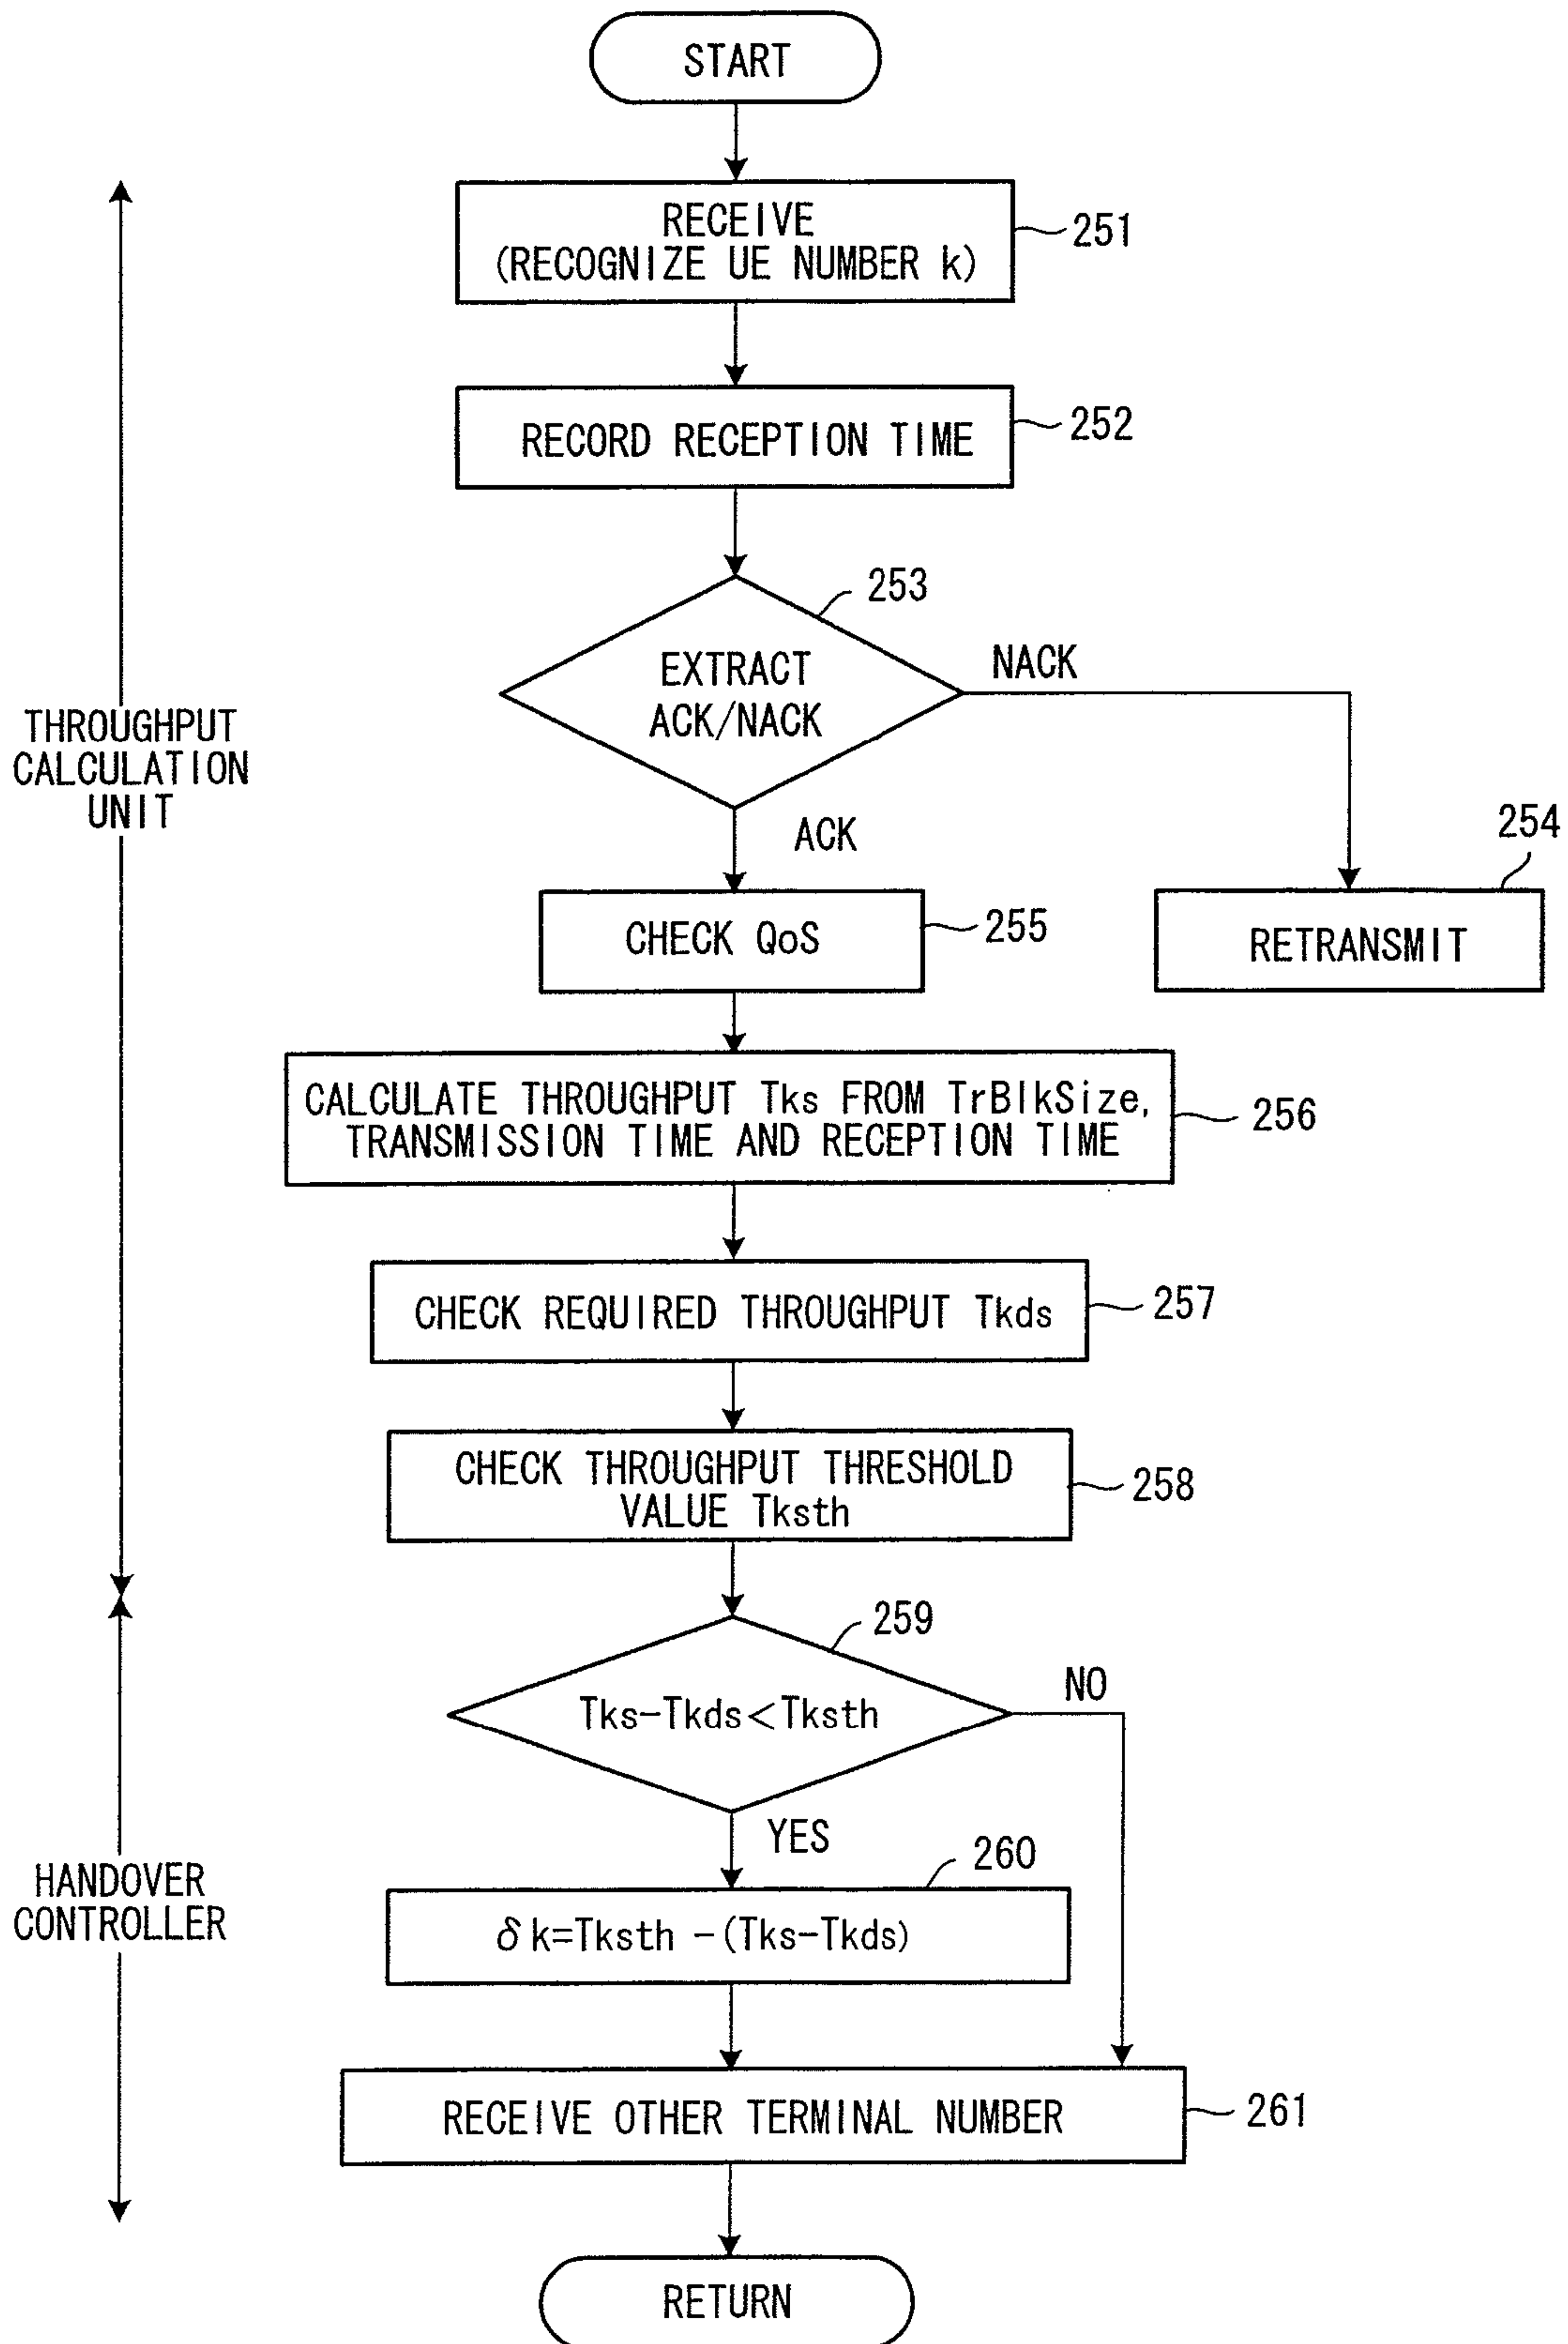 START
RECEIVE
(RECOGNIZE UE NUMBER k)
251
RECORD RECEPTION TIME
252
253
EXTRACT
ACK/NACK
NACK
ACK
THROUGHPUT
CALCULATION
UNIT
254
RETRANSMIT
CHECK QoS
255
CALCULATE THROUGHPUT Tks FROM TrBlkSize,
TRANSMISSION TIME AND RECEPTION TIME
256
CHECK REQUIRED THROUGHPUT Tkds
257
CHECK THROUGHPUT THRESHOLD
VALUE Tksth
258
259
Tks-Tkds<Tksth
NO
YES
260
HANDOVER
CONTROLLER
δk=Tksth -(Tks-Tkds)
RECEIVE OTHER TERMINAL NUMBER
261
RETURN